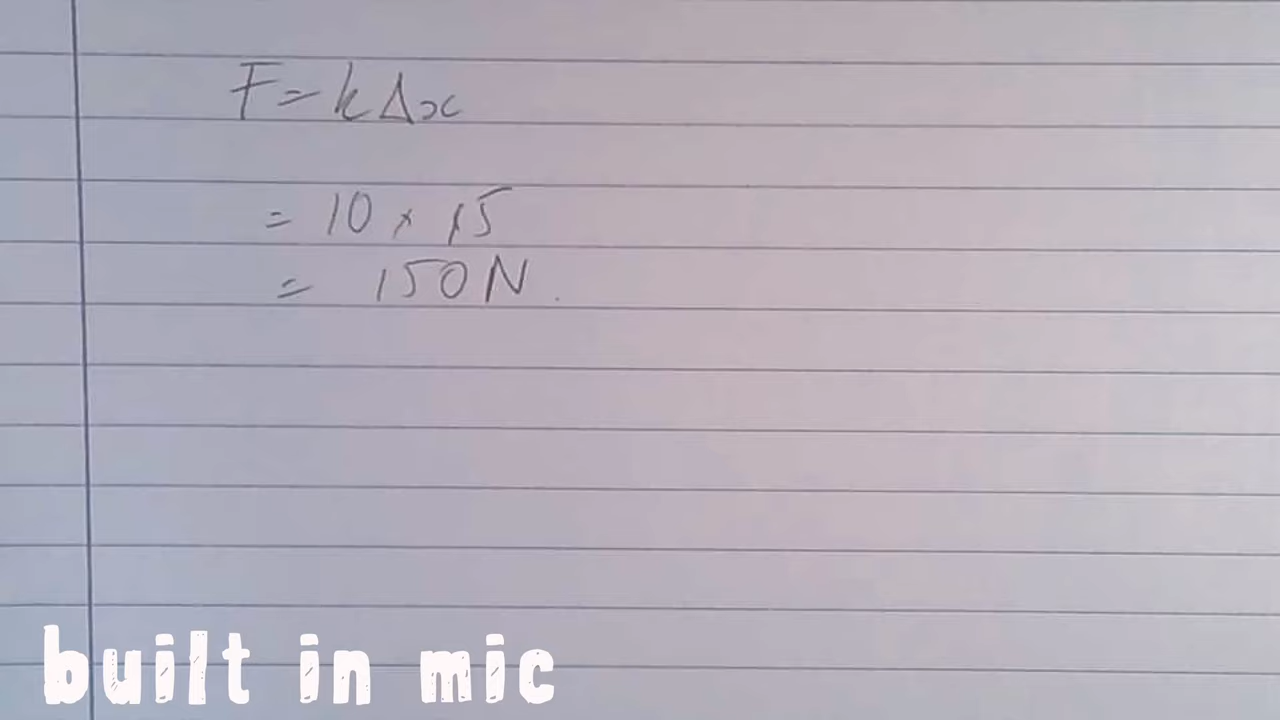 F = kΔx
= 10 × 15
= 150 N.
built in mic